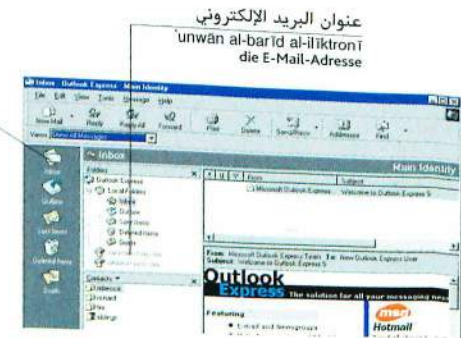 عنوان البريد الإلكتروني
'unwān al-barīd al-ilīktronī
die E-Mail-Adresse
Inbox - Outlook Express - Main Identity
File Edit View Tools Message Help
New Mail Reply Reply All Forward Print Delete Send/Recv Addresses Find
Views
Inbox
Main Identity
Folders
From Subject
Outlook Express
Local Folders
Inbox
Outbox
Sent Items
Deleted Items
Drafts
Microsoft Outlook Express Welcome to Outlook Express 5
Inbox
Outbox
Sent Items
Deleted Items
Drafts
Contacts
From: Microsoft Outlook Express Team To: New Outlook Express User
Subject: Welcome to Outlook Express 5
Outlook
Express The solution for all your messaging needs
Featuring
E-mail and Newsgroups
msn
Hotmail